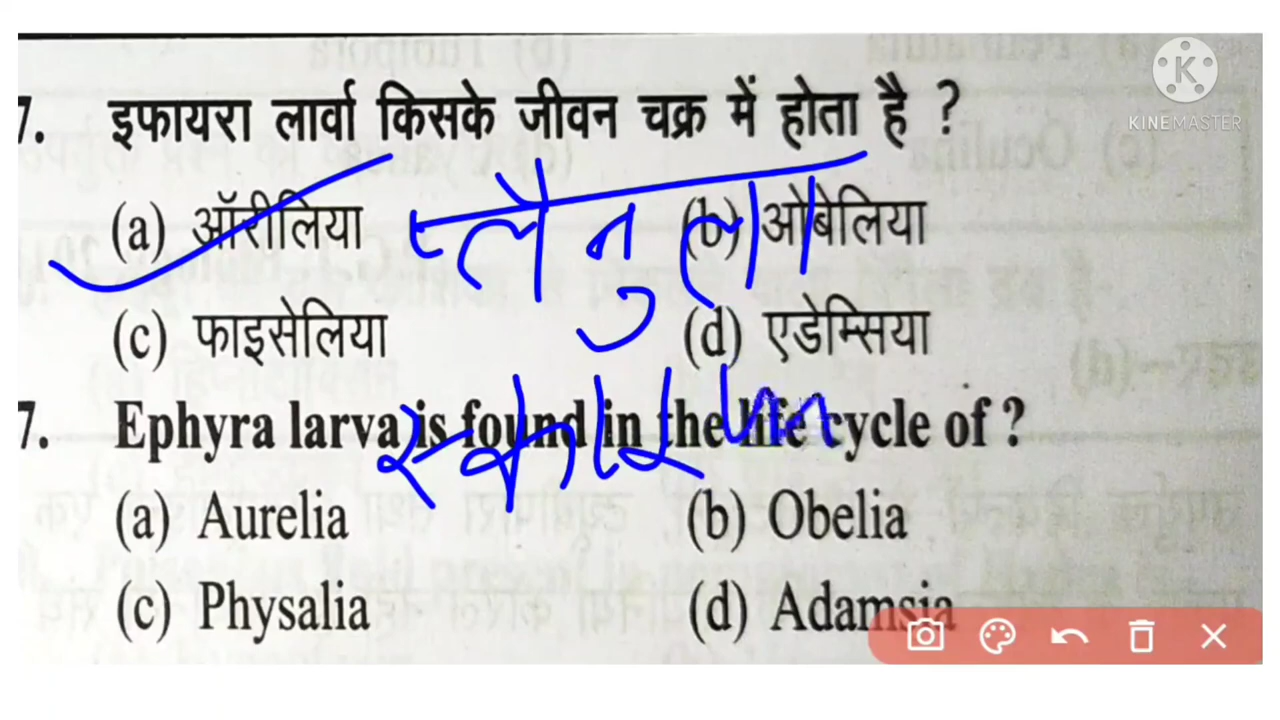 KINEMASTER
7. इफायरा लार्वा किसके जीवन चक्र में होता है ?
(a) ऑरीलिया (b) ओबेलिया
प्लैनुला
(c) फाइसेलिया (d) एडेम्सिया
7. Ephyra larva is found in the life cycle of ?
(a) Aurelia (b) Obelia
(c) Physalia (d) Adamsia